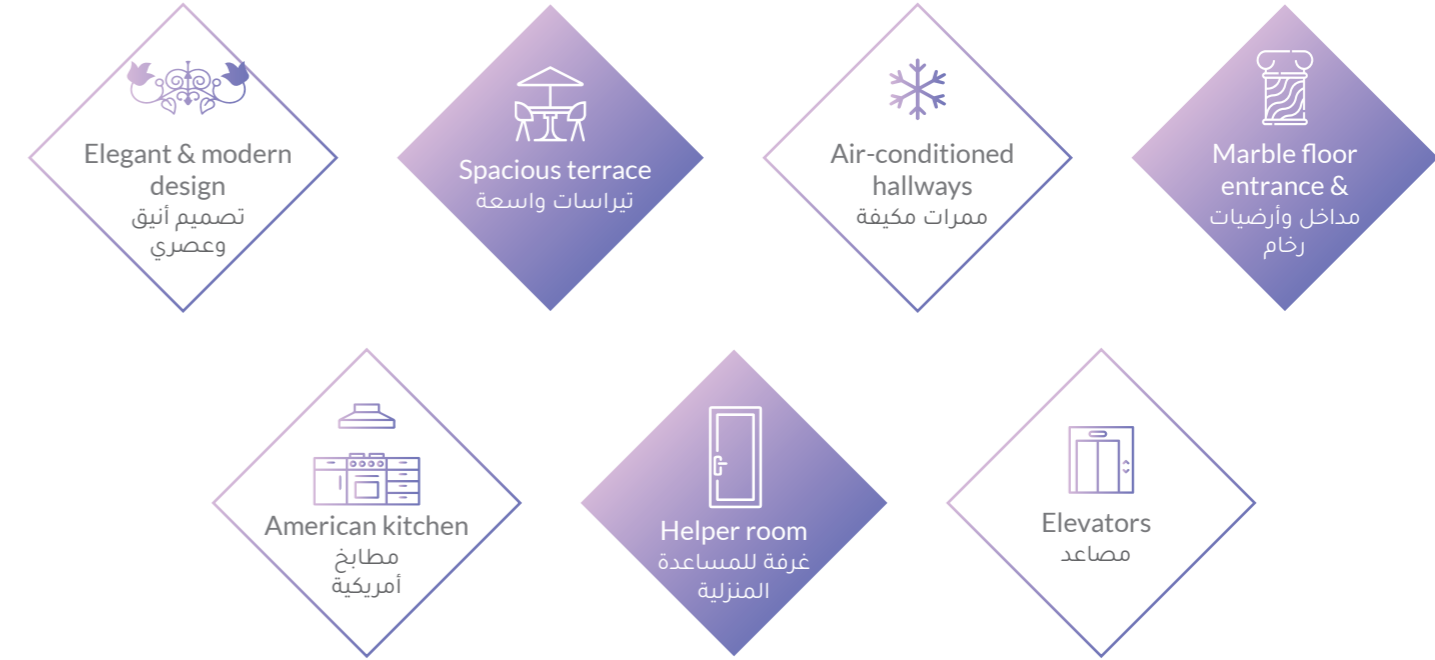 Elegant & modern
design
تصميم أنيق
وعصري
Spacious terrace
تيراسات واسعة
Air-conditioned
hallways
ممرات مكيفة
Marble floor
entrance &
مداخل وأرضيات
رخام
American kitchen
مطابخ
أمريكية
Helper room
غرفة للمساعدة
المنزلية
Elevators
مصاعد